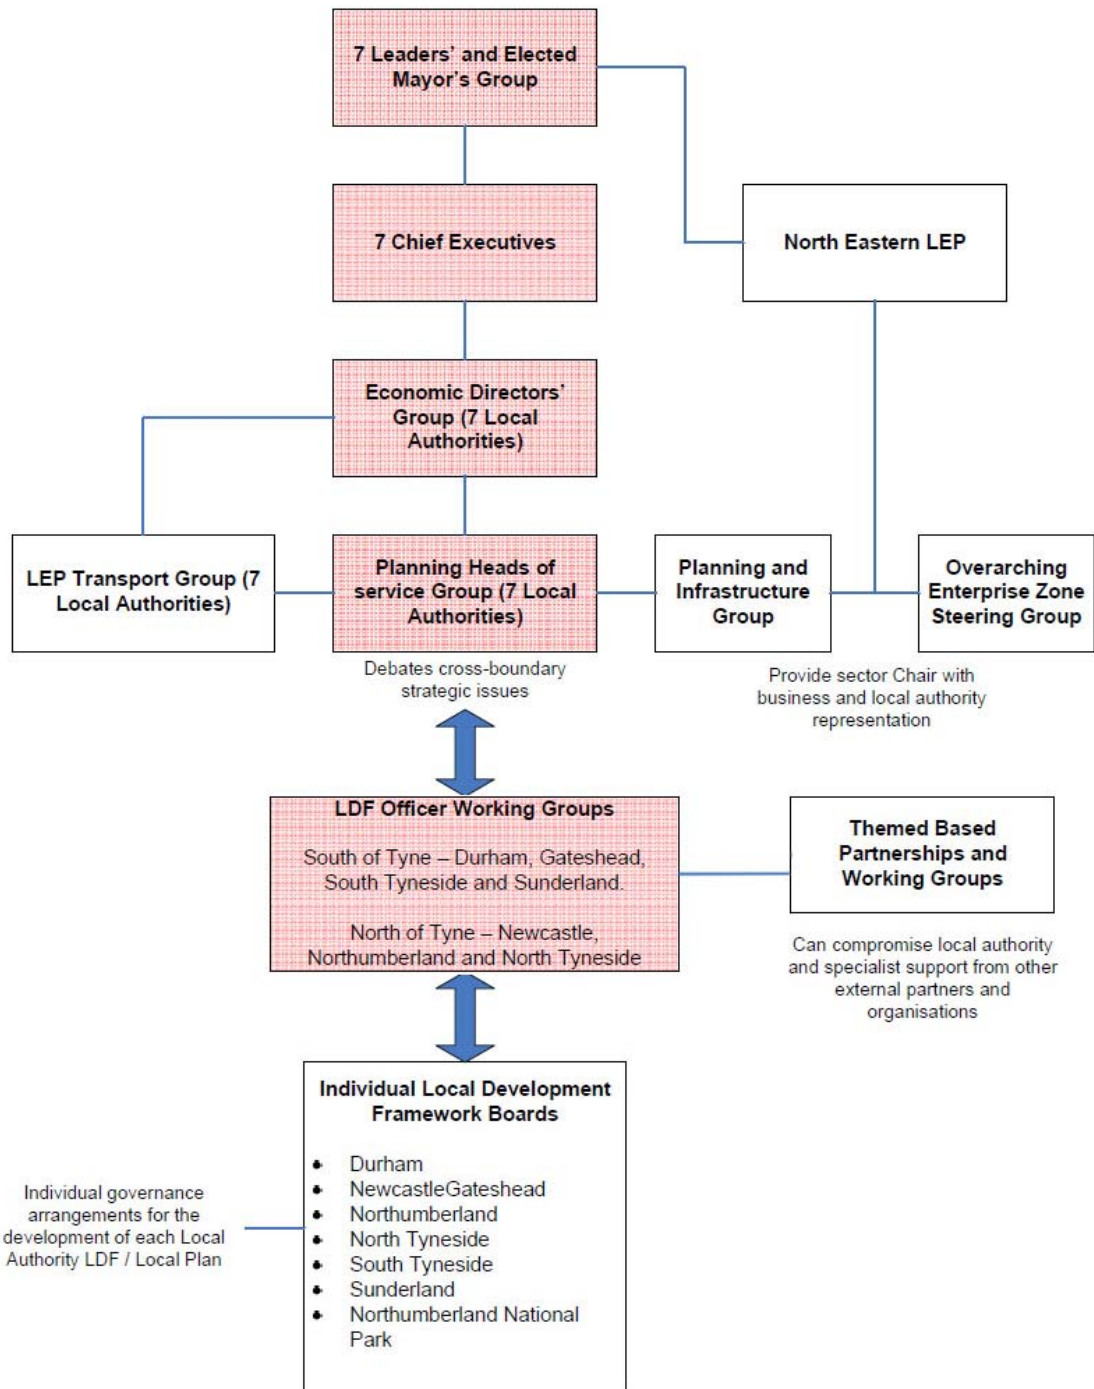 7 Leaders' and Elected
Mayor's Group
7 Chief Executives
North Eastern LEP
Economic Directors'
Group (7 Local
Authorities)
LEP Transport Group (7
Local Authorities)
Planning Heads of
service Group (7 Local
Authorities)
Planning and
Infrastructure
Group
Overarching
Enterprise Zone
Steering Group
Debates cross-boundary
strategic issues
Provide sector Chair with
business and local authority
representation
LDF Officer Working Groups
South of Tyne – Durham, Gateshead,
South Tyneside and Sunderland.
North of Tyne – Newcastle,
Northumberland and North Tyneside
Themed Based
Partnerships and
Working Groups
Can compromise local authority
and specialist support from other
external partners and
organisations
Individual Local Development
Framework Boards
Durham
NewcastleGateshead
Northumberland
North Tyneside
South Tyneside
Sunderland
Northumberland National
Park
Individual governance
arrangements for the
development of each Local
Authority LDF / Local Plan